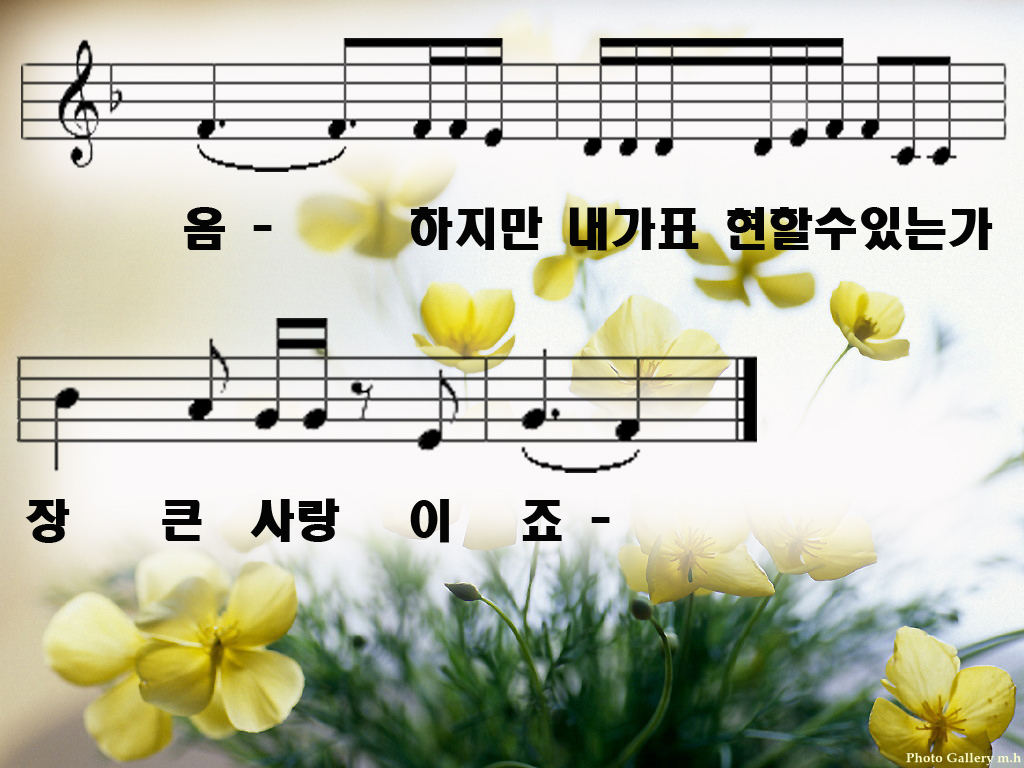 옴 - 하지만 내가표 현할수있는가
장 큰 사랑 이 죠 -
Photo Gallery m.h